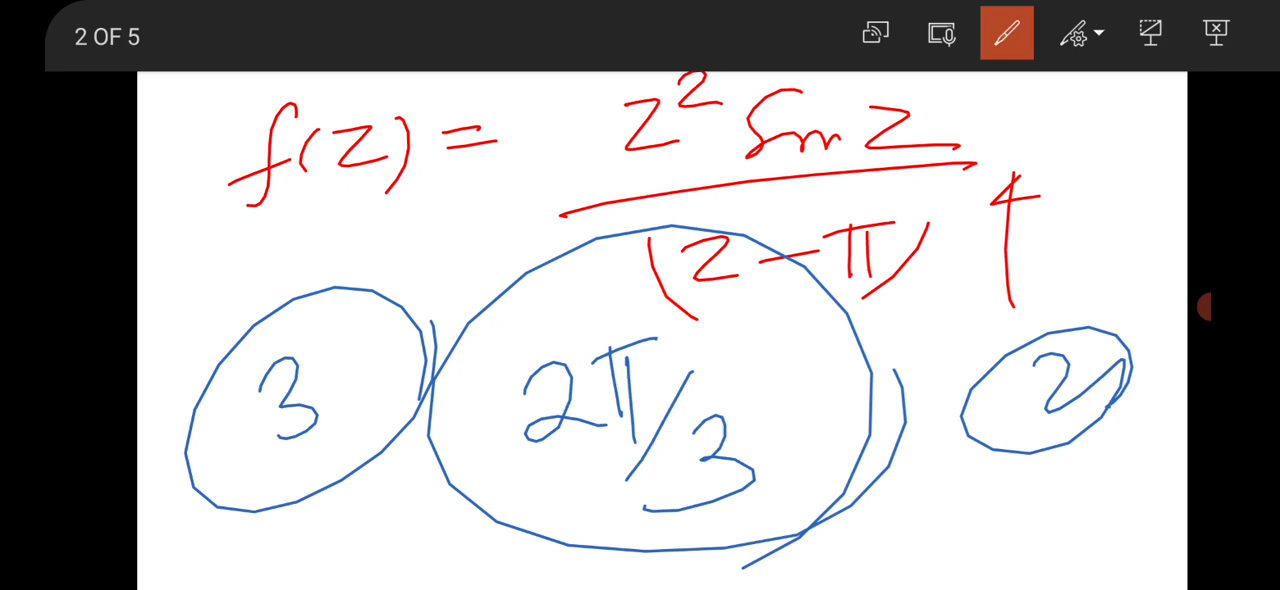 2 OF 5
f(z) = z² sin z
(z - π)⁴
3
2π/3
2